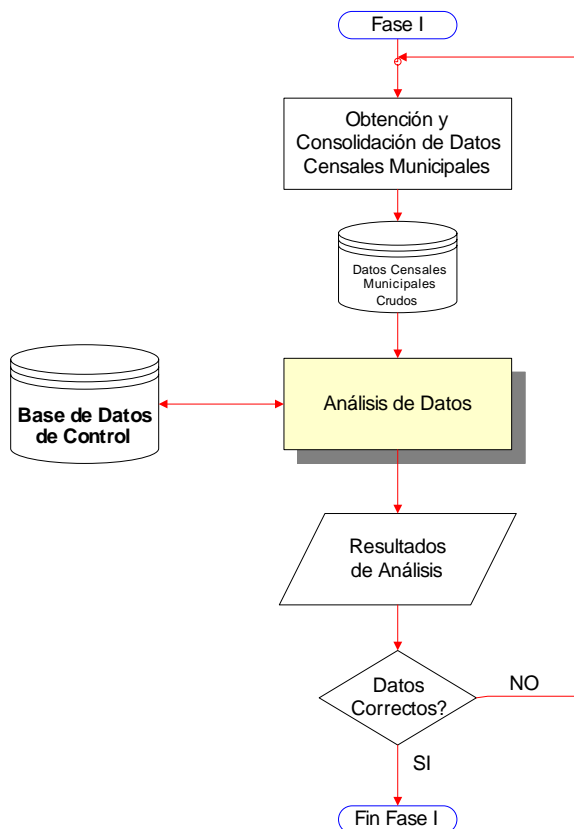 Fase I
Obtención y
Consolidación de Datos
Censales Municipales
Datos Censales
Municipales
Crudos
Base de Datos
de Control
Análisis de Datos
Resultados
de Análisis
Datos
Correctos?
NO
SI
Fin Fase I